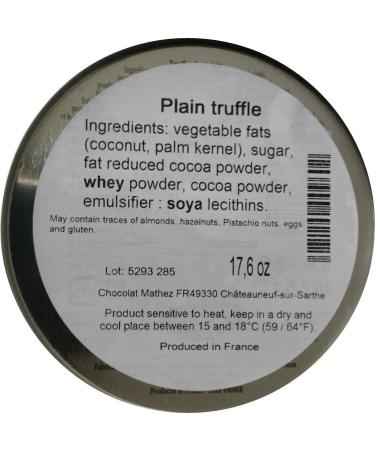 Plain truffle
Ingredients: vegetable fats
(coconut, palm kernel), sugar,
fat reduced cocoa powder,
whey powder, cocoa powder,
emulsifier : soya lecithins.
May contain traces of almonds, hazelnuts, Pistachio nuts, eggs
and gluten.
Lot: 5293 285
17,6 oz
Chocolat Mathez FR49330 Châteauneuf-sur-Sarthe
Product sensitive to heat, keep in a dry and
cool place between 15 and 18°C (59 / 64°F).
Produced in France